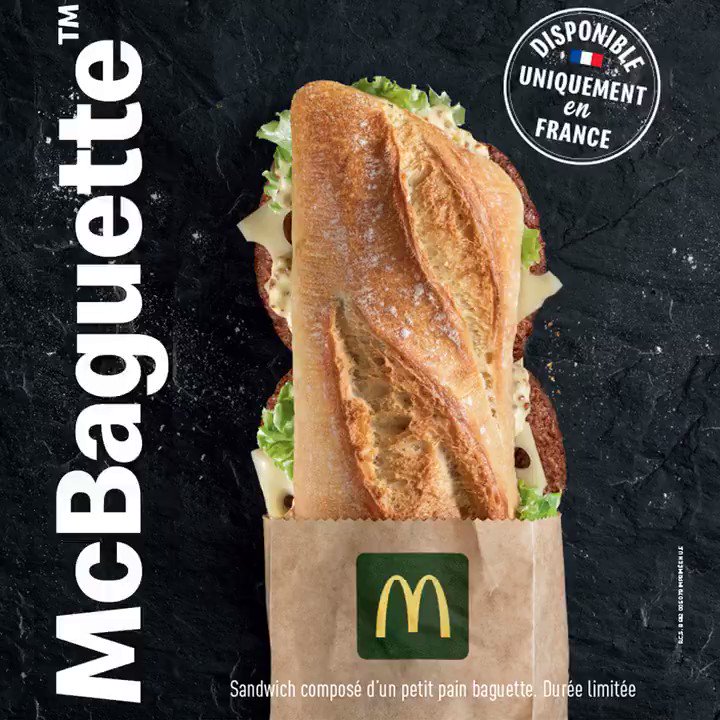 McBaguette™
DISPONIBLE
UNIQUEMENT
en
FRANCE
Sandwich composé d'un petit pain baguette. Durée limitée